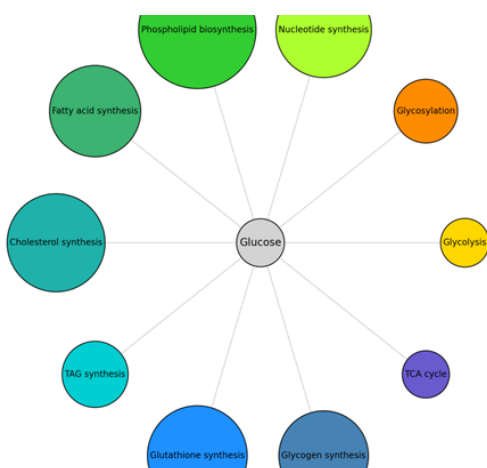 Phospholipid biosynthesis
Nucleotide synthesis
Fatty acid synthesis
Glycosylation
Cholesterol synthesis
Glucose
Glycolysis
TAG synthesis
TCA cycle
Glutathione synthesis
Glycogen synthesis